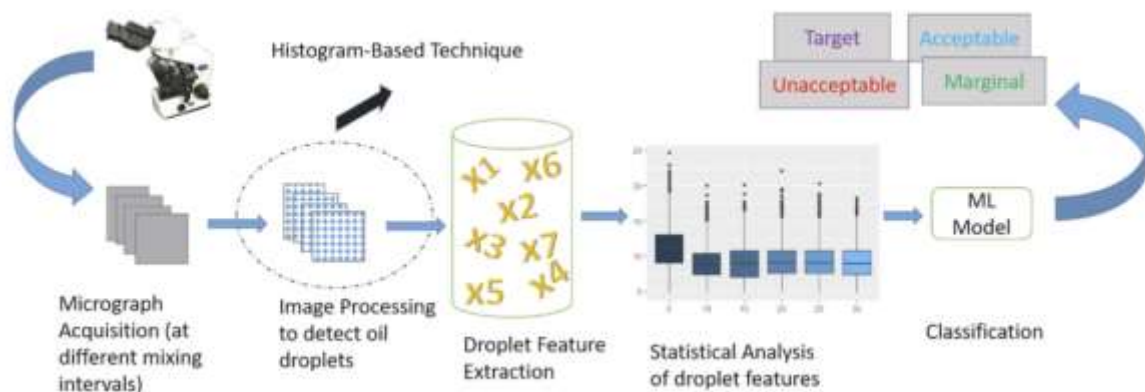 Histogram-Based Technique
Target
Acceptable
Unacceptable
Marginal
x1
x6
x2
x3
x7
x5
x4
ML
Model
Micrograph
Acquisition (at
different mixing
intervals)
Image Processing
to detect oil
droplets
Droplet Feature
Extraction
Statistical Analysis
of droplet features
Classification